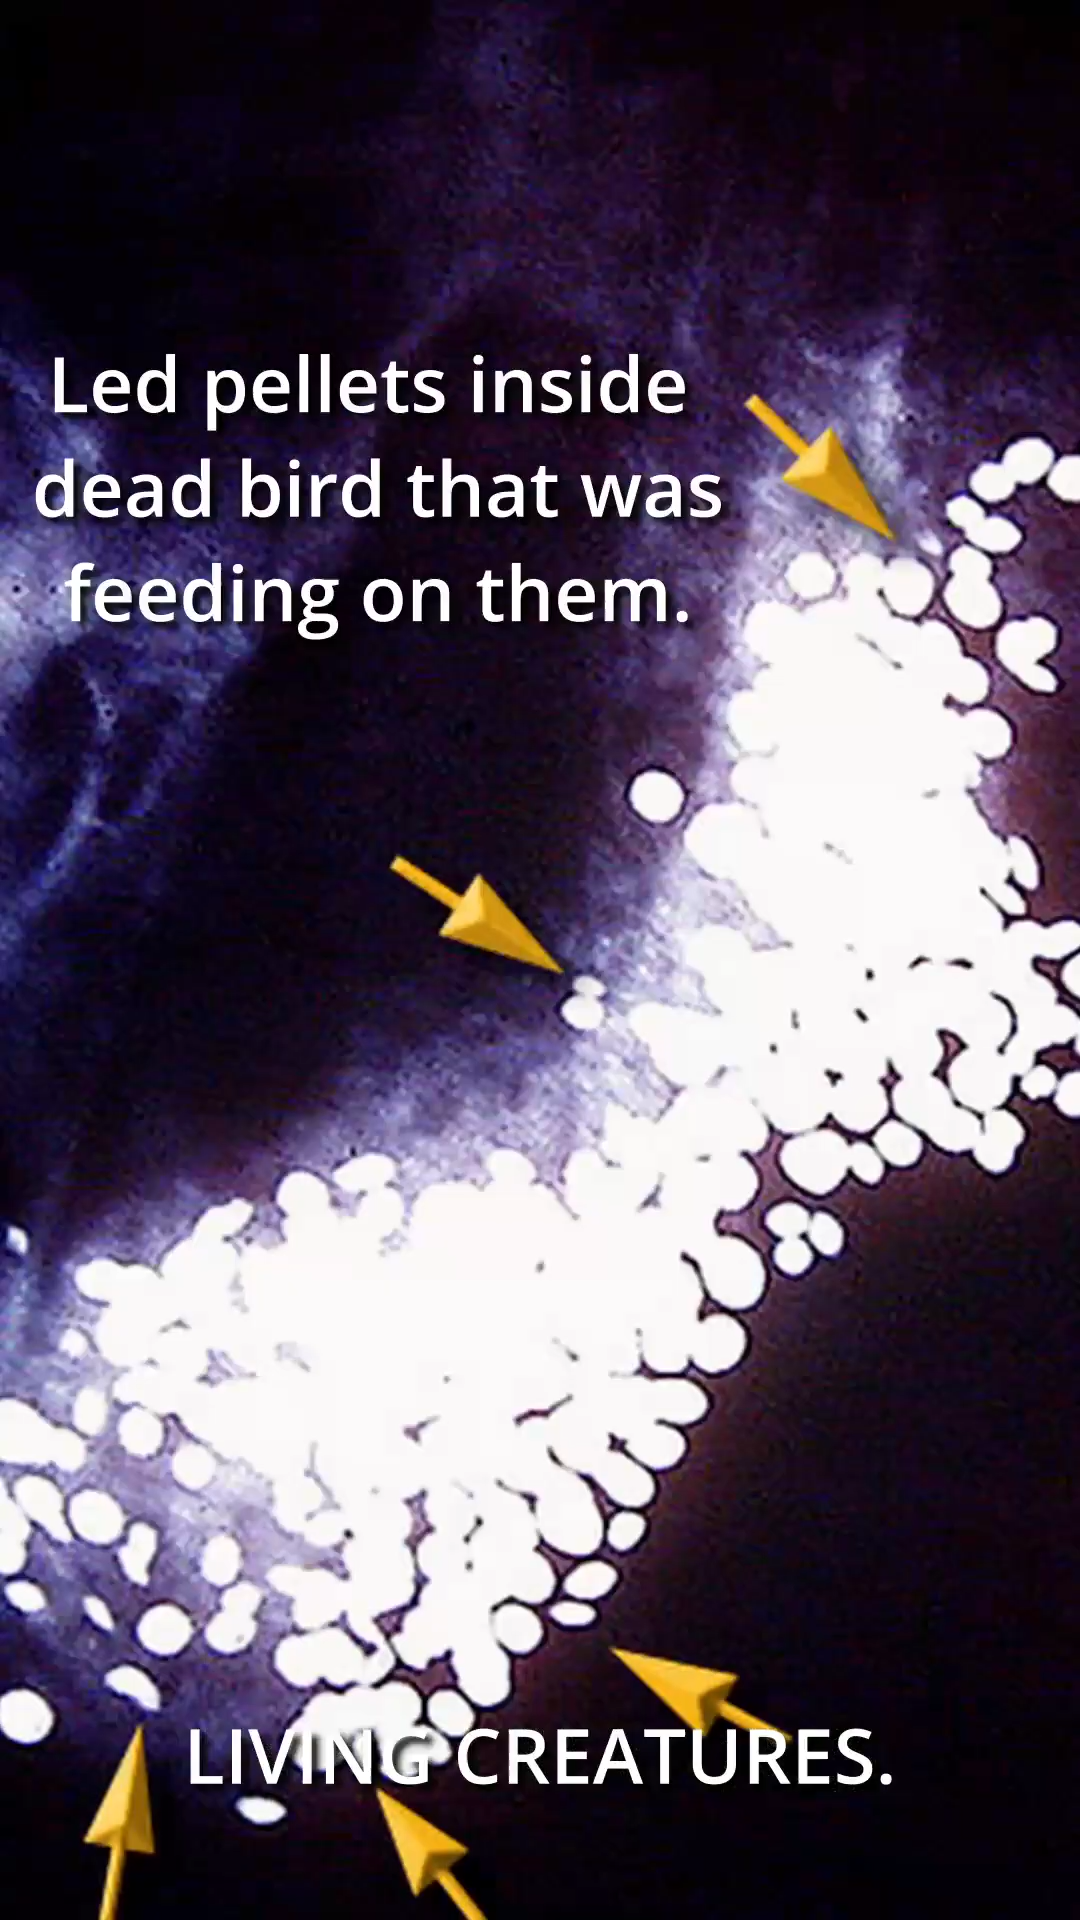 Led pellets inside
dead bird that was
feeding on them.
LIVING CREATURES.